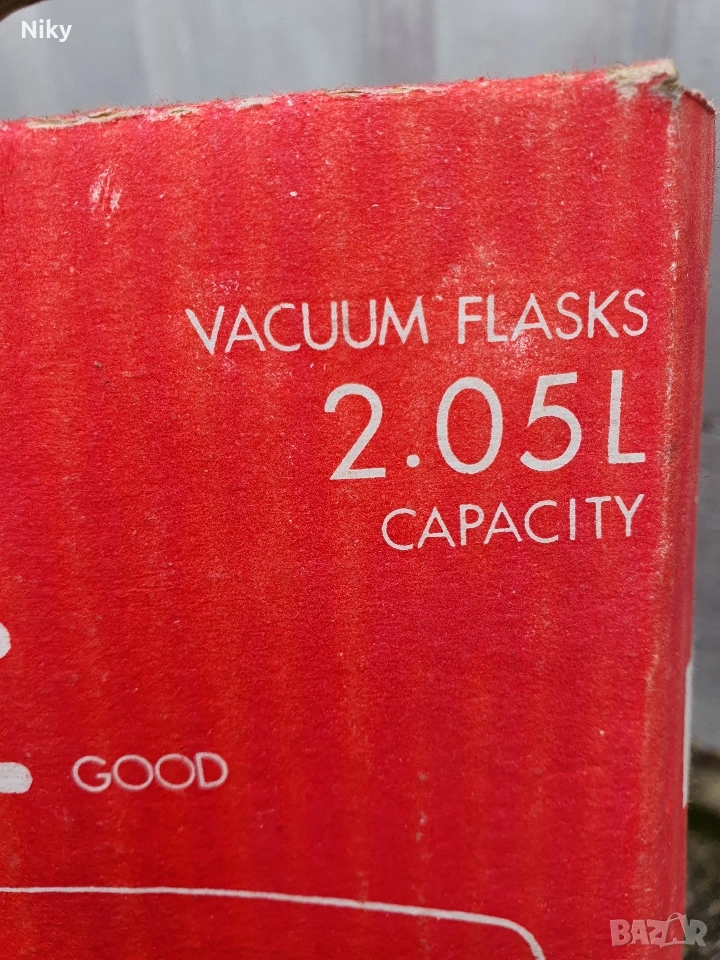 Niky
VACUUM FLASKS
2.05L
CAPACITY
GOOD
BAZAR